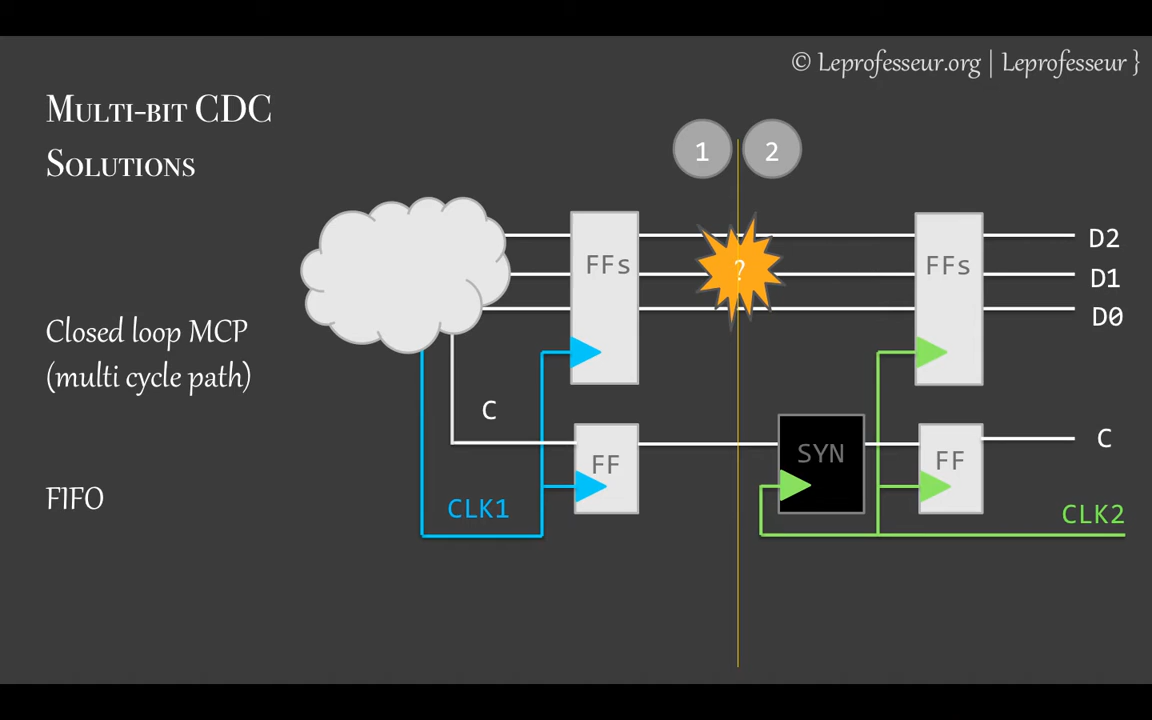 © Leprofesseur.org | Leprofesseur }
Multi-bit CDC
Solutions
1 2
FFs ? FFs D2
D1
D0
Closed loop MCP
(multi cycle path)
C
FF SYN FF C
FIFO
CLK1 CLK2